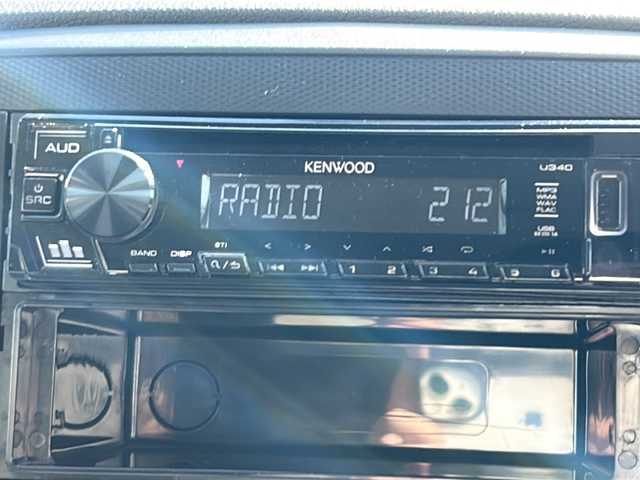 AUD
KENWOOD
U340
SRC
RADIO 212
MP3
WMA
WAV
FLAC
USB
BAND DISP
1 2 3 4 5 6